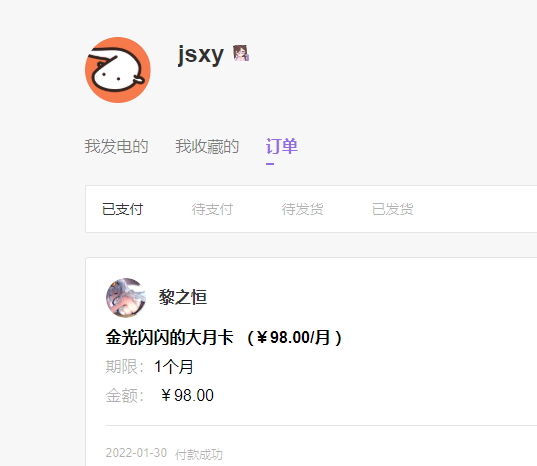 jsxy
我发电的 我收藏的 订单
已支付 待支付 待发货 已发货
黎之恒
金光闪闪的大月卡 （￥98.00/月）
期限：1个月
金额：￥98.00
2022-01-30 付款成功